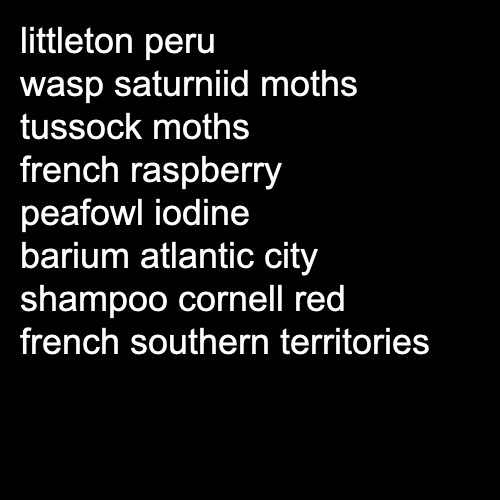 littleton peru
wasp saturniid moths
tussock moths
french raspberry
peafowl iodine
barium atlantic city
shampoo cornell red
french southern territories